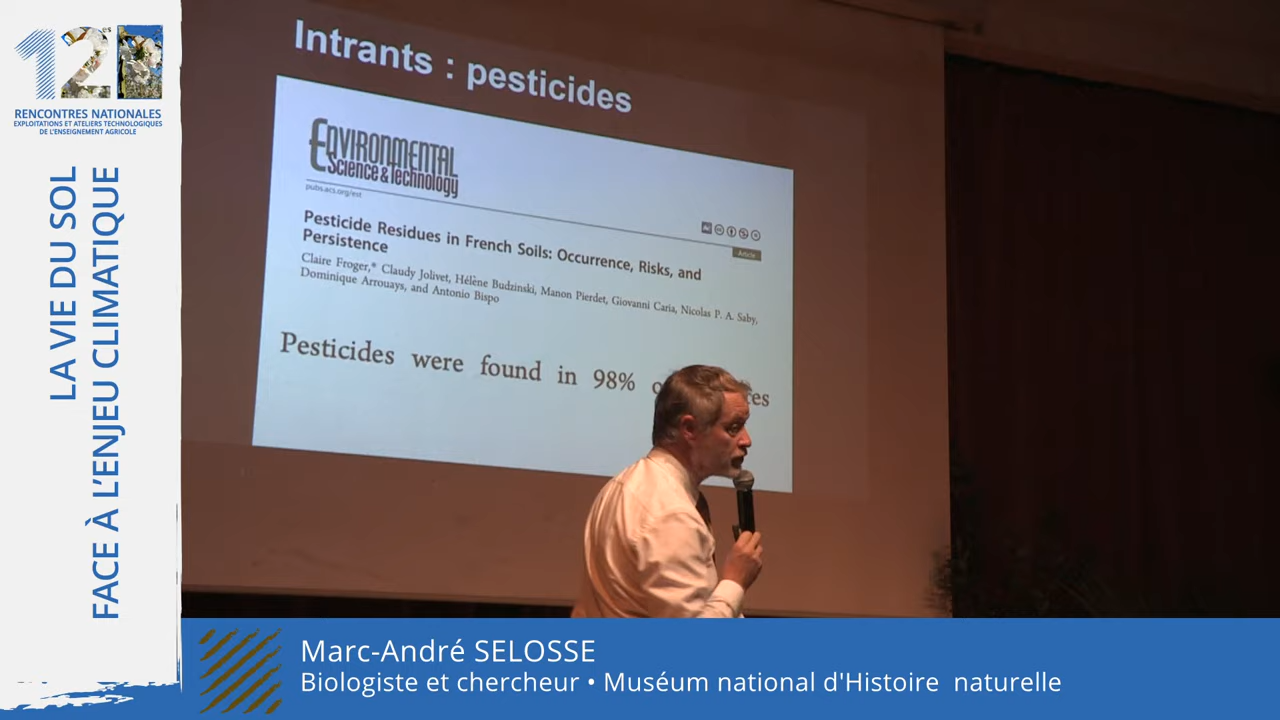 12es
RENCONTRES NATIONALES
EXPLOITATIONS ET ATELIERS TECHNOLOGIQUES
DE L'ENSEIGNEMENT AGRICOLE
LA VIE DU SOL
FACE À L'ENJEU CLIMATIQUE
Intrants : pesticides
Environmental
Science & Technology
pubs.acs.org/est
Article
Pesticide Residues in French Soils: Occurrence, Risks, and
Persistence
Claire Froger,* Claudy Jolivet, Hélène Budzinski, Manon Pierdet, Giovanni Caria, Nicolas P. A. Saby,
Dominique Arrouays, and Antonio Bispo
Pesticides were found in 98%
Marc-André SELOSSE
Biologiste et chercheur • Muséum national d'Histoire naturelle